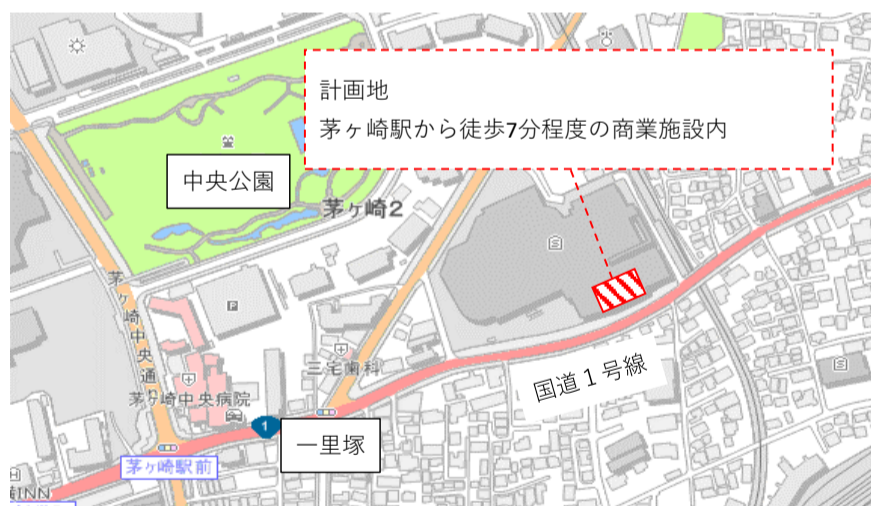 計画地
茅ヶ崎駅から徒歩7分程度の商業施設内
中央公園
茅ヶ崎2
茅ヶ崎中央通
P
三宅歯科
茅ヶ崎中央病院
国道１号線
1
一里塚
茅ヶ崎駅前
INN